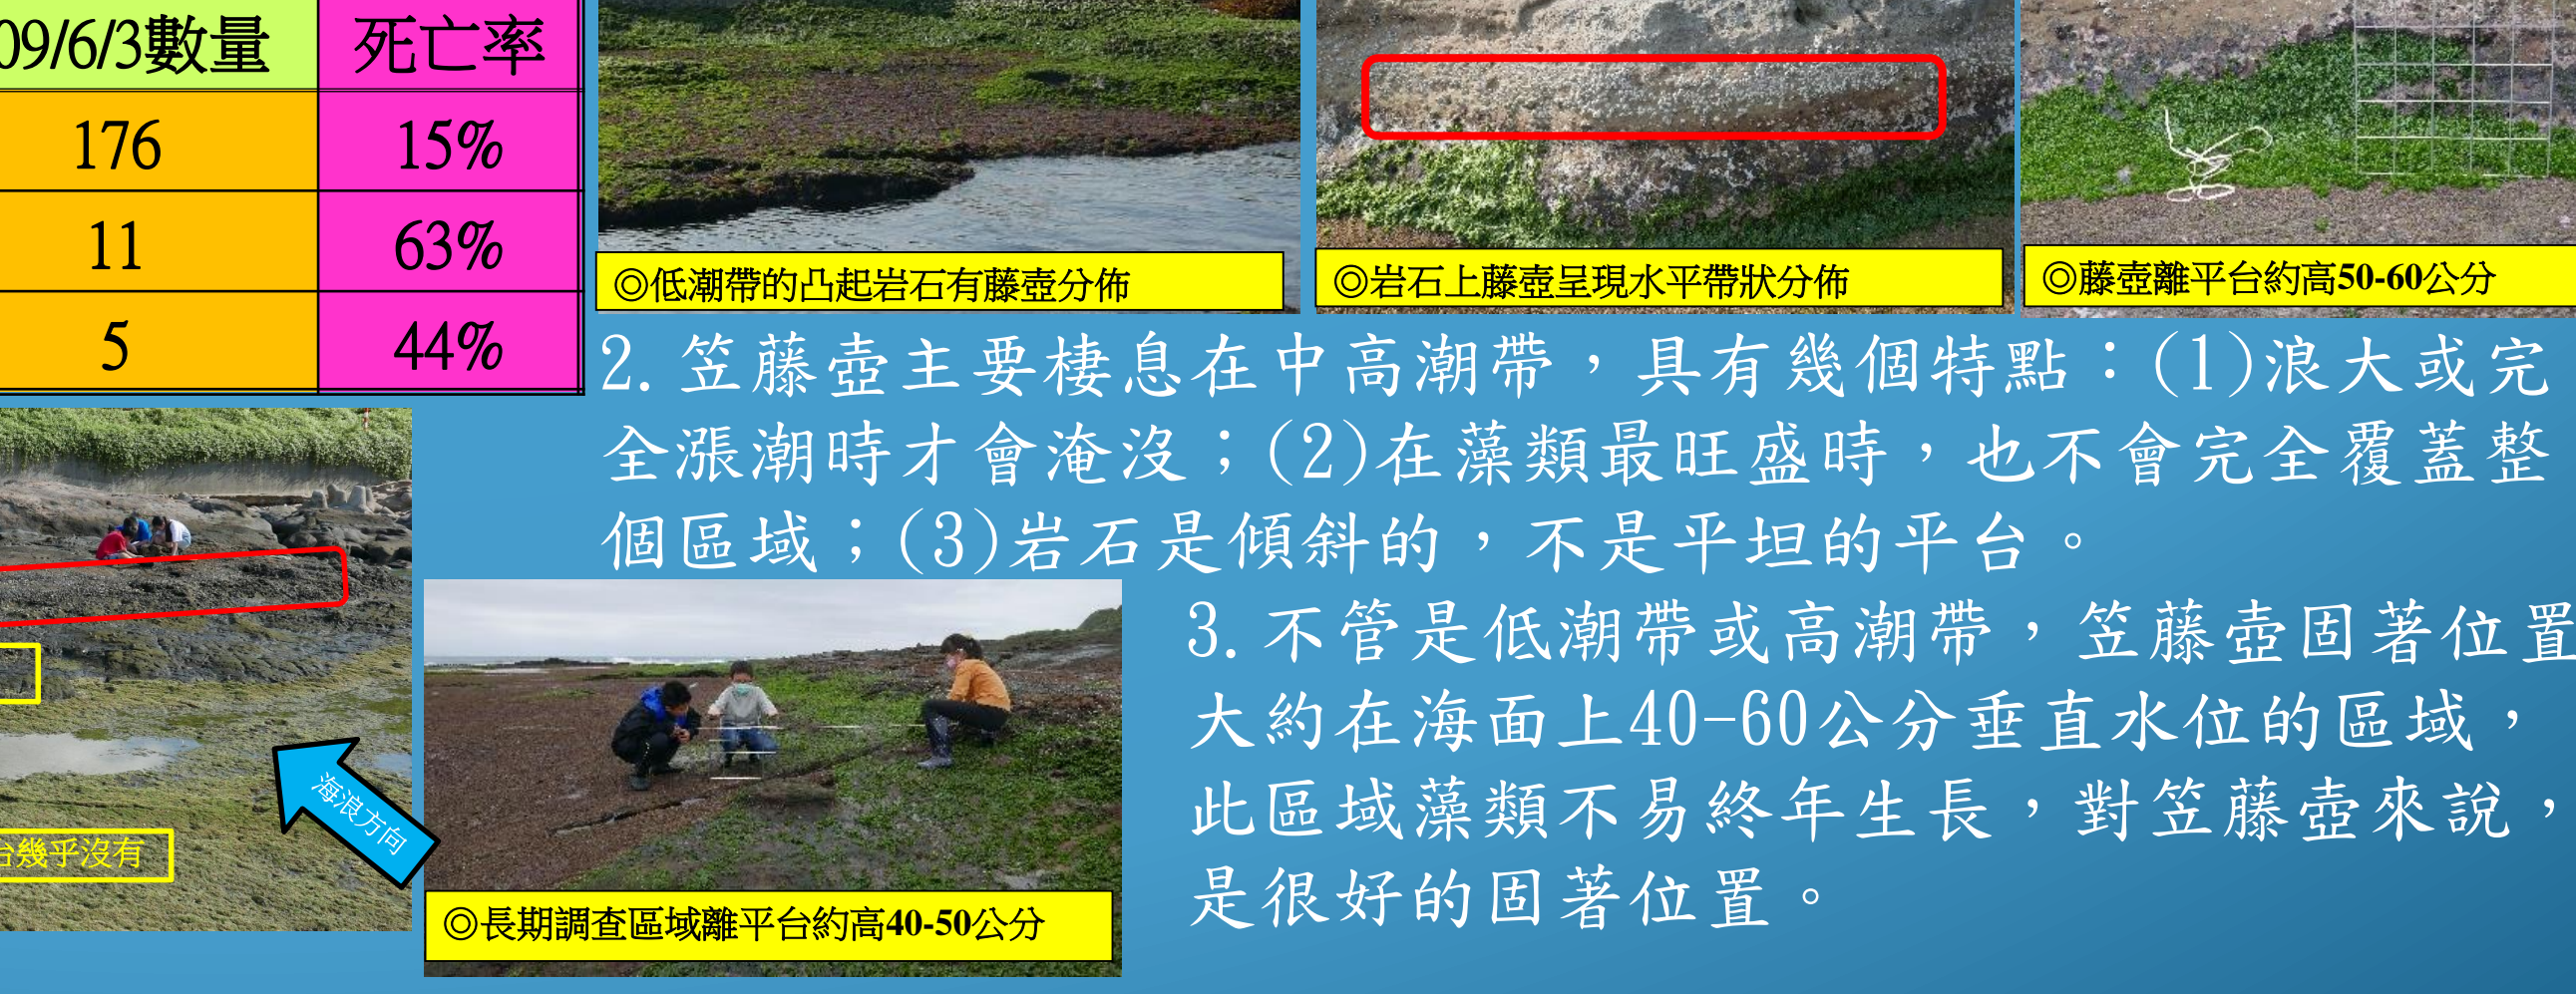 09/6/3數量 死亡率
176 15%
11 63%
5 44%
◎低潮帶的凸起岩石有藤壺分佈
◎岩石上藤壺呈現水平帶狀分佈
◎藤壺離平台約高50-60公分
2.笠藤壺主要棲息在中高潮帶，具有幾個特點：(1)浪大或完
全漲潮時才會淹沒；(2)在藻類最旺盛時，也不會完全覆蓋整
個區域；(3)岩石是傾斜的，不是平坦的平台。
海浪方向
台幾乎沒有
◎長期調查區域離平台約高40-50公分
3.不管是低潮帶或高潮帶，笠藤壺固著位置
大約在海面上40-60公分垂直水位的區域，
此區域藻類不易終年生長，對笠藤壺來說，
是很好的固著位置。